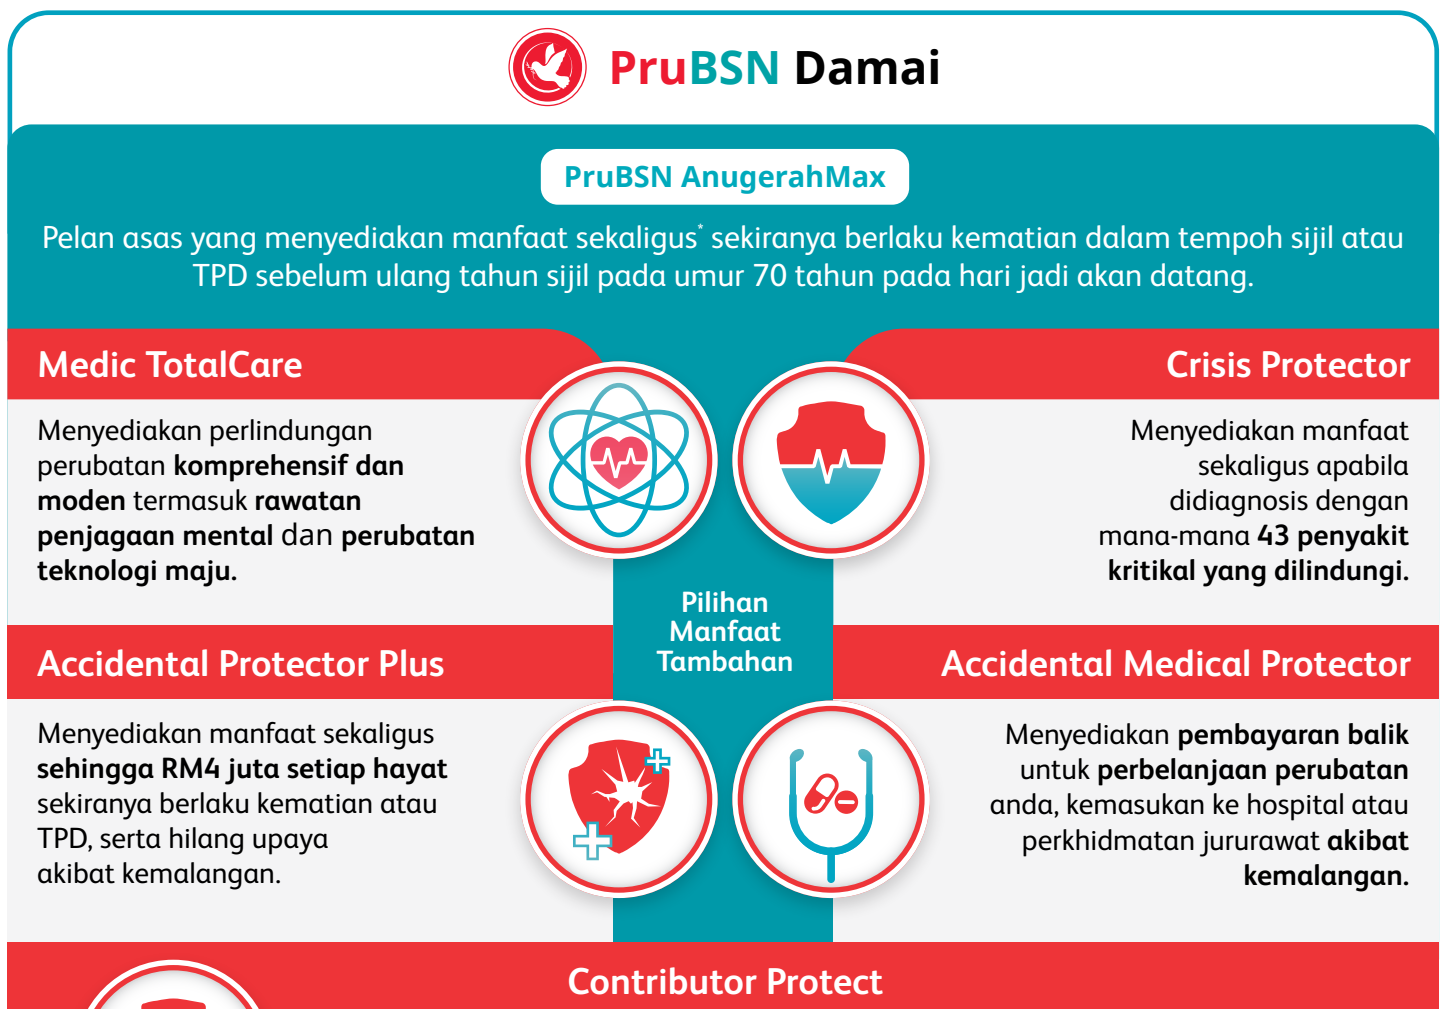 PruBSN Damai
PruBSN AnugerahMax
Pelan asas yang menyediakan manfaat sekaligus* sekiranya berlaku kematian dalam tempoh sijil atau
TPD sebelum ulang tahun sijil pada umur 70 tahun pada hari jadi akan datang.
Medic TotalCare
Menyediakan perlindungan
perubatan komprehensif dan
moden termasuk rawatan
penjagaan mental dan perubatan
teknologi maju.
Crisis Protector
Menyediakan manfaat
sekaligus apabila
didiagnosis dengan
mana-mana 43 penyakit
kritikal yang dilindungi.
Pilihan
Manfaat
Tambahan
Accidental Protector Plus
Menyediakan manfaat sekaligus
sehingga RM4 juta setiap hayat
sekiranya berlaku kematian atau
TPD, serta hilang upaya
akibat kemalangan.
Accidental Medical Protector
Menyediakan pembayaran balik
untuk perbelanjaan perubatan
anda, kemasukan ke hospital atau
perkhidmatan jururawat akibat
kemalangan.
Contributor Protect